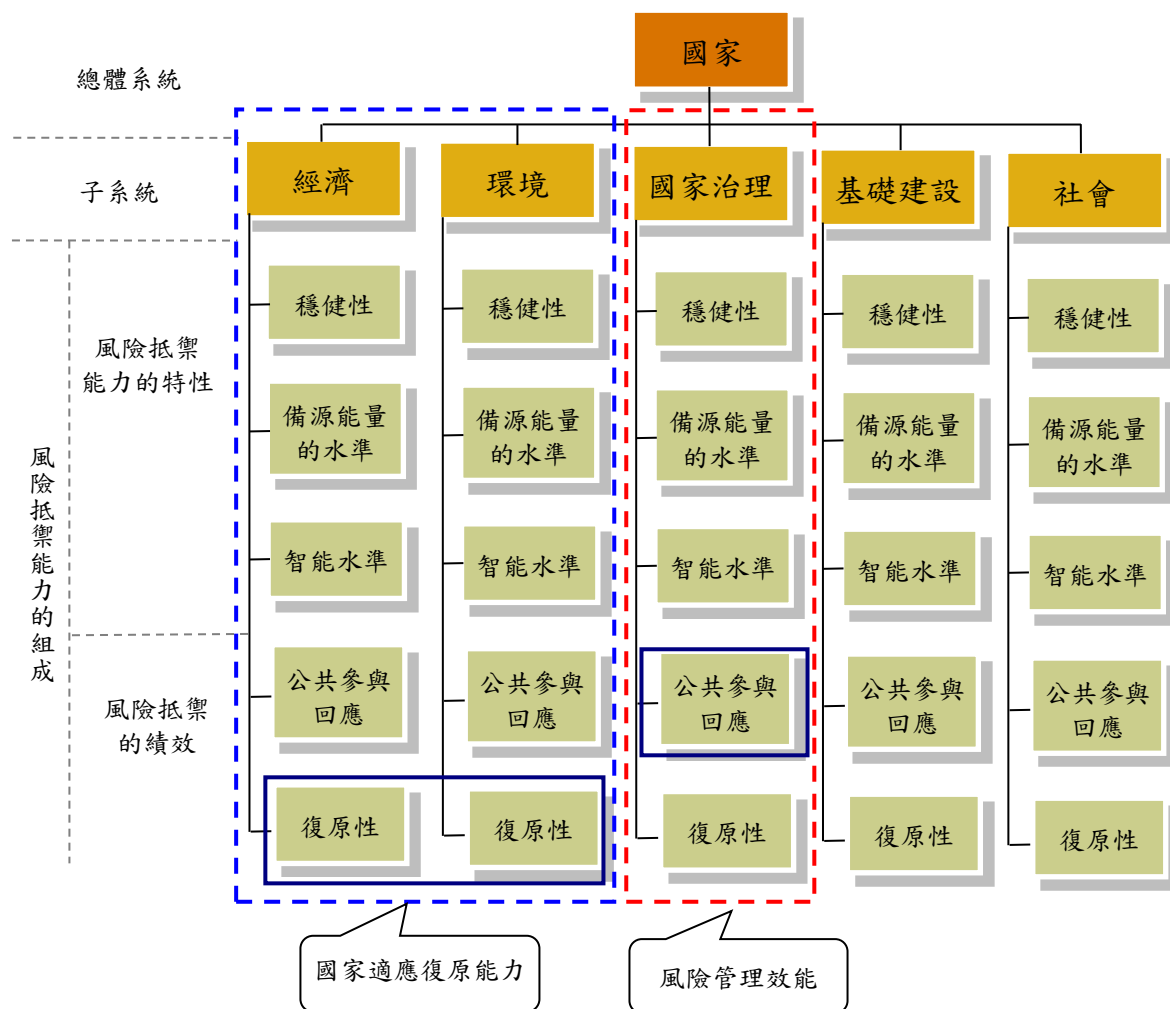 國家
總體系統
子系統
經濟
環境
國家治理
基礎建設
社會
風險抵禦能力的組成
風險抵禦
能力的特性
穩健性
穩健性
穩健性
穩健性
穩健性
備源能量
的水準
備源能量
的水準
備源能量
的水準
備源能量
的水準
備源能量
的水準
智能水準
智能水準
智能水準
智能水準
智能水準
風險抵禦
的績效
公共參與
回應
公共參與
回應
公共參與
回應
公共參與
回應
公共參與
回應
復原性
復原性
復原性
復原性
復原性
國家適應復原能力
風險管理效能